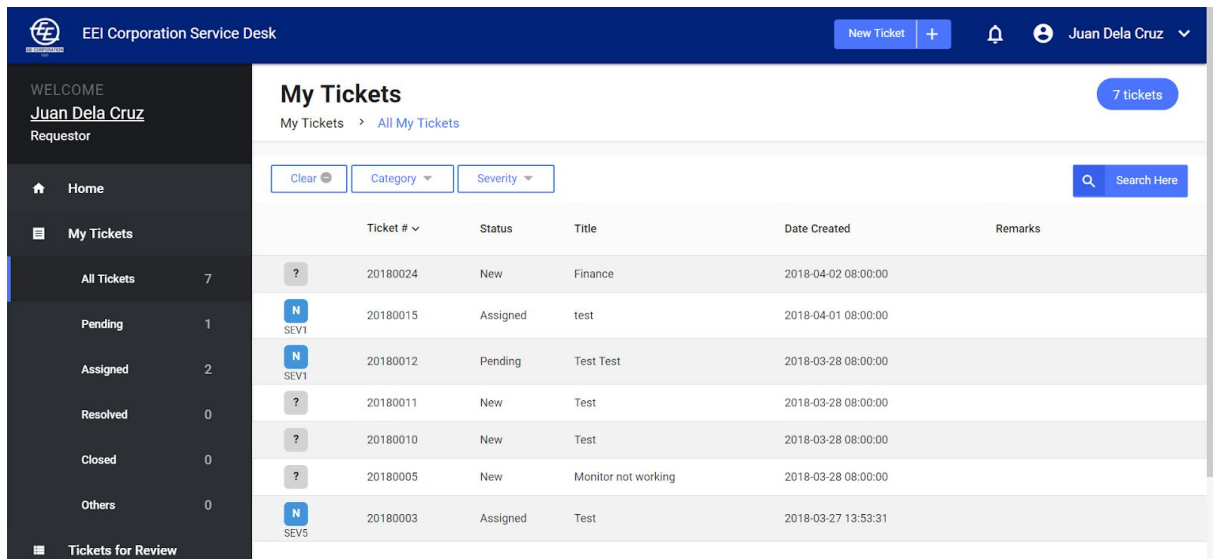 EEI Corporation Service Desk
New Ticket +
Juan Dela Cruz
EEI CORPORATION
WELCOME
Juan Dela Cruz
Requestor
Home
My Tickets
All Tickets 7
Pending 1
Assigned 2
Resolved 0
Closed 0
Others 0
Tickets for Review
My Tickets
7 tickets
My Tickets > All My Tickets
Clear Category Severity
Search Here
Ticket # Status Title Date Created Remarks
? 20180024 New Finance 2018-04-02 08:00:00
N SEV1 20180015 Assigned test 2018-04-01 08:00:00
N SEV1 20180012 Pending Test Test 2018-03-28 08:00:00
? 20180011 New Test 2018-03-28 08:00:00
? 20180010 New Test 2018-03-28 08:00:00
? 20180005 New Monitor not working 2018-03-28 08:00:00
N SEV5 20180003 Assigned Test 2018-03-27 13:53:31